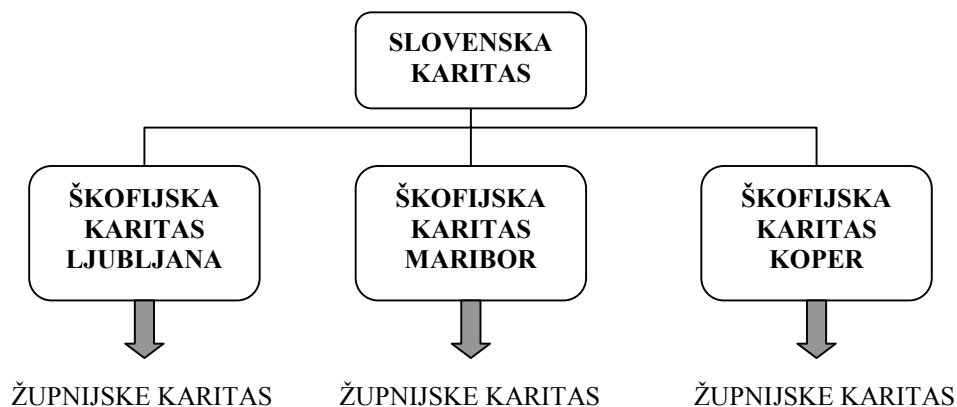 SLOVENSKA
KARITAS
ŠKOFIJSKA
KARITAS
LJUBLJANA
ŠKOFIJSKA
KARITAS
MARIBOR
ŠKOFIJSKA
KARITAS
KOPER
ŽUPNIJSKE KARITAS
ŽUPNIJSKE KARITAS
ŽUPNIJSKE KARITAS